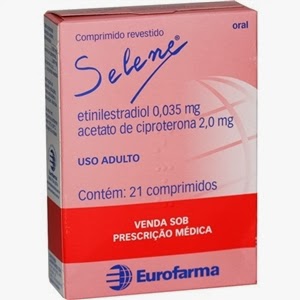 Comprimido revestido
oral
Selene®
etinilestradiol 0,035 mg
acetato de ciproterona 2,0 mg
USO ADULTO
Contém: 21 comprimidos
VENDA SOB
PRESCRIÇÃO MÉDICA
Eurofarma